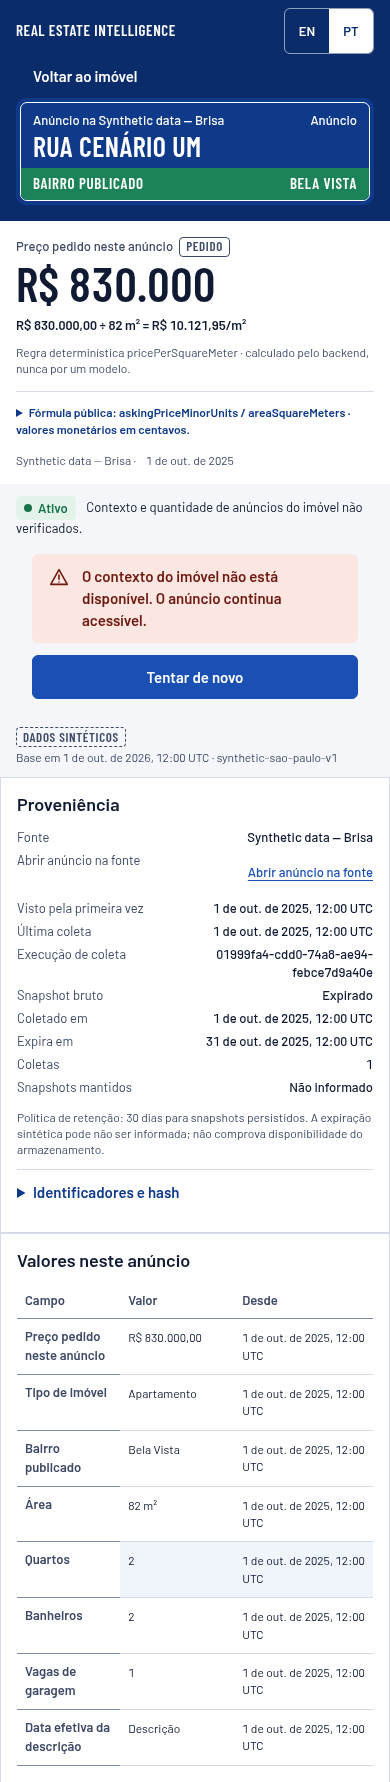 REAL ESTATE INTELLIGENCE
EN PT
Voltar ao imóvel
Anúncio na Synthetic data — Brisa Anúncio
RUA CENÁRIO UM
BAIRRO PUBLICADO BELA VISTA
Preço pedido neste anúncio PEDIDO
R$ 830.000
R$ 830.000,00 ÷ 82 m² = R$ 10.121,95/m²
Regra determinística pricePerSquareMeter · calculado pelo backend,
nunca por um modelo.
Fórmula pública: askingPriceMinorUnits / areaSquareMeters ·
valores monetários em centavos.
Synthetic data — Brisa · 1 de out. de 2025
Ativo Contexto e quantidade de anúncios do imóvel não
verificados.
O contexto do imóvel não está
disponível. O anúncio continua
acessível.
Tentar de novo
DADOS SINTÉTICOS
Base em 1 de out. de 2026, 12:00 UTC · synthetic-sao-paulo-v1
Proveniência
Fonte Synthetic data — Brisa
Abrir anúncio na fonte
Abrir anúncio na fonte
Visto pela primeira vez 1 de out. de 2025, 12:00 UTC
Última coleta 1 de out. de 2025, 12:00 UTC
Execução de coleta 01999fa4-cdd0-74a8-ae94-
febce7d9a40e
Snapshot bruto Expirado
Coletado em 1 de out. de 2025, 12:00 UTC
Expira em 31 de out. de 2025, 12:00 UTC
Coletas 1
Snapshots mantidos Não informado
Política de retenção: 30 dias para snapshots persistidos. A expiração
sintética pode não ser informada; não comprova disponibilidade do
armazenamento.
Identificadores e hash
Valores neste anúncio
Campo Valor Desde
Preço pedido R$ 830.000,00 1 de out. de 2025, 12:00
neste anúncio UTC
Tipo de imóvel Apartamento 1 de out. de 2025, 12:00
UTC
Bairro Bela Vista 1 de out. de 2025, 12:00
publicado UTC
Área 82 m² 1 de out. de 2025, 12:00
UTC
Quartos 2 1 de out. de 2025, 12:00
UTC
Banheiros 2 1 de out. de 2025, 12:00
UTC
Vagas de 1 1 de out. de 2025, 12:00
garagem UTC
Data efetiva da Descrição 1 de out. de 2025, 12:00
descrição UTC